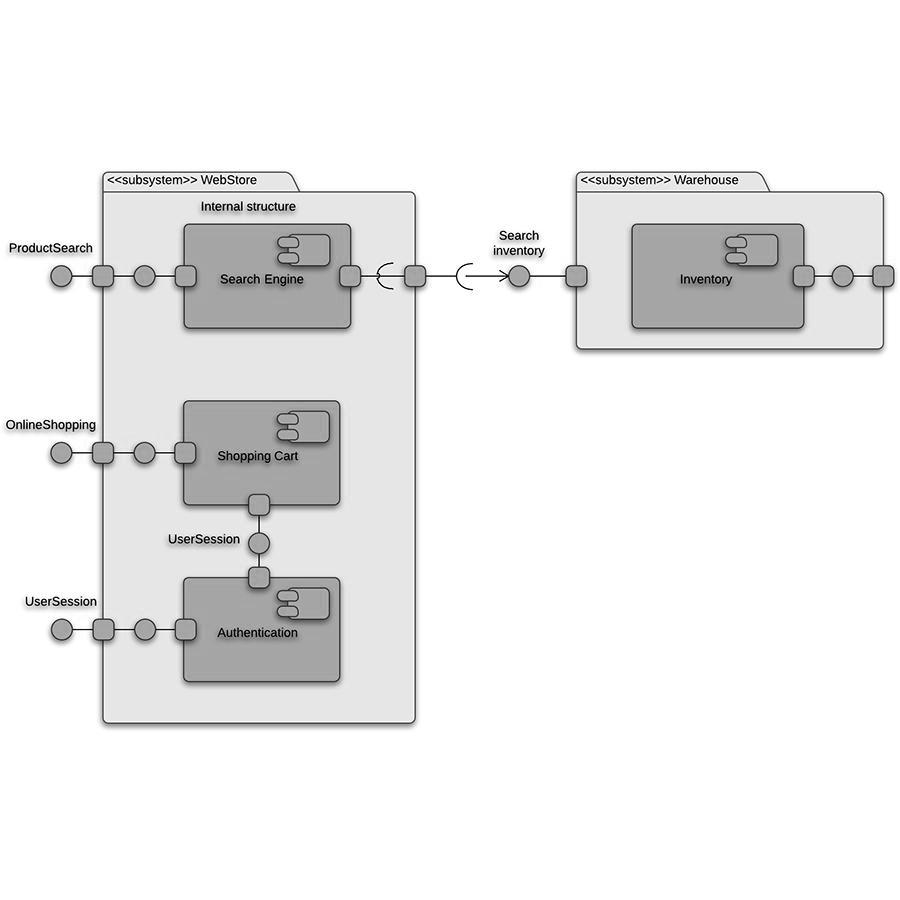 <<subsystem>> WebStore
<<subsystem>> Warehouse
Internal structure
ProductSearch
Search
inventory
Search Engine
Inventory
OnlineShopping
Shopping Cart
UserSession
UserSession
Authentication